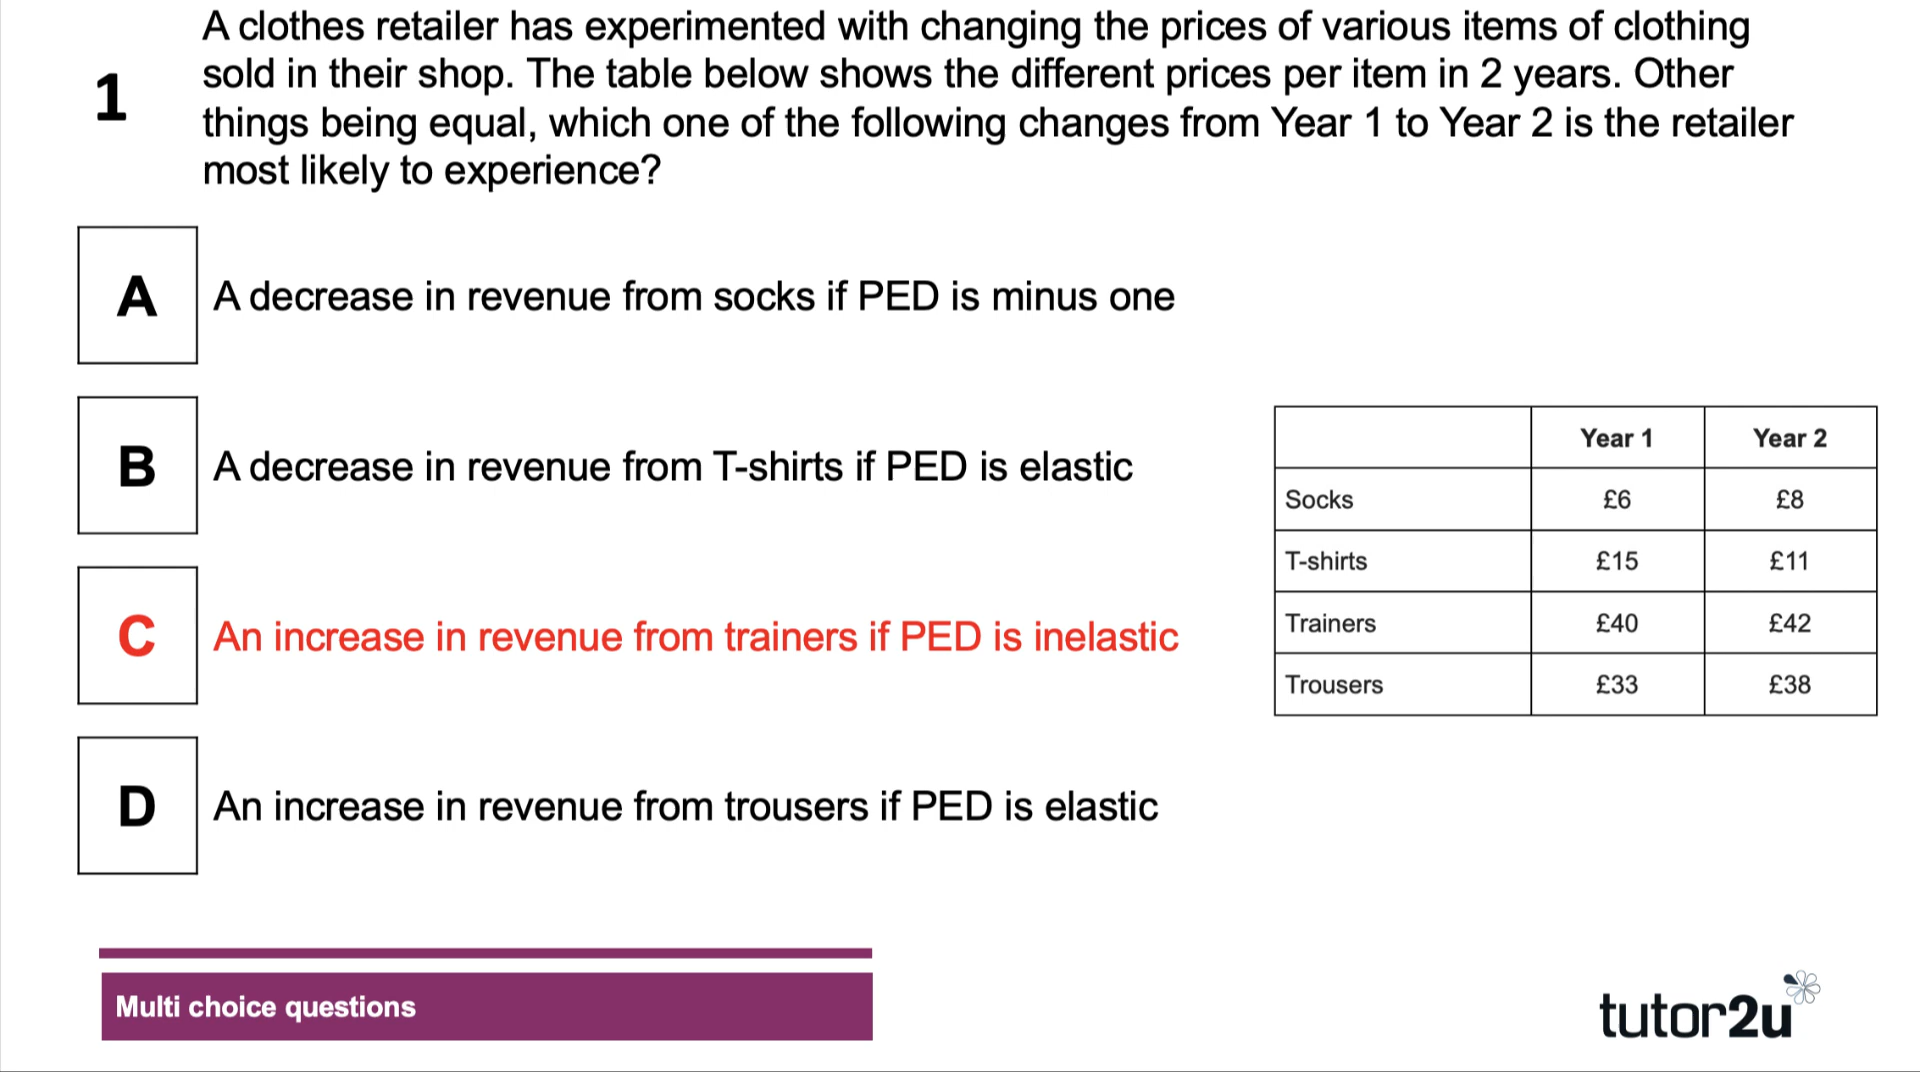 A clothes retailer has experimented with changing the prices of various items of clothing
1
sold in their shop. The table below shows the different prices per item in 2 years. Other
things being equal, which one of the following changes from Year 1 to Year 2 is the retailer
most likely to experience?
A A decrease in revenue from socks if PED is minus one
B A decrease in revenue from T-shirts if PED is elastic
C An increase in revenue from trainers if PED is inelastic
D An increase in revenue from trousers if PED is elastic
Year 1 Year 2
Socks £6 £8
T-shirts £15 £11
Trainers £40 £42
Trousers £33 £38
Multi choice questions
tutor2u